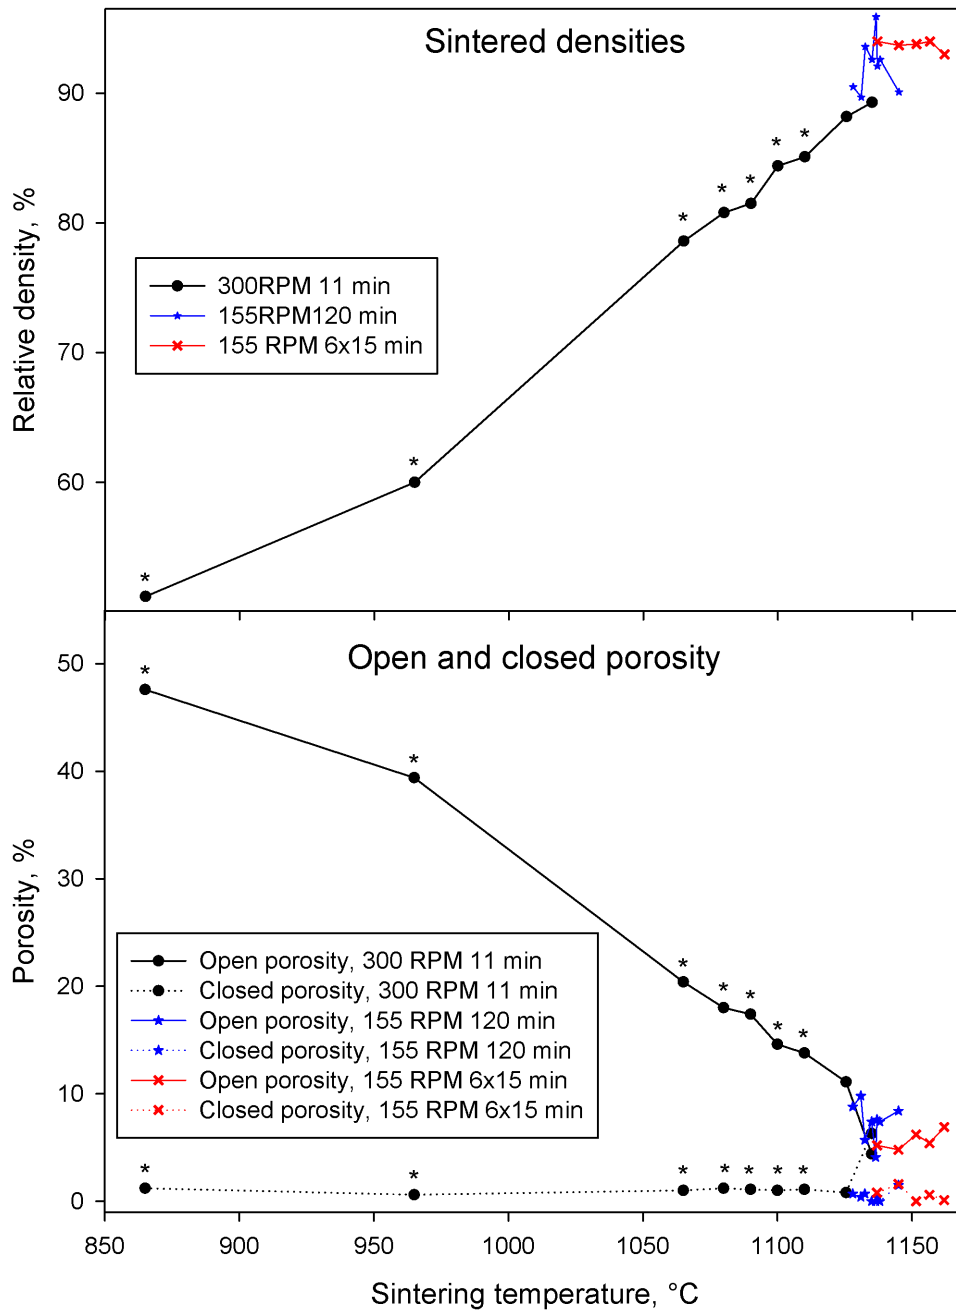 Sintered densities
90
80
70
60
Relative density, %
300RPM 11 min
155RPM120 min
155 RPM 6x15 min
* * * * * * *
Open and closed porosity
50
40
30
20
10
0
Porosity, %
* * * * * * *
Open porosity, 300 RPM 11 min
Closed porosity, 300 RPM 11 min
Open porosity, 155 RPM 120 min
Closed porosity, 155 RPM 120 min
Open porosity, 155 RPM 6x15 min
Closed porosity, 155 RPM 6x15 min
* * * * * * *
850 900 950 1000 1050 1100 1150
Sintering temperature, °C